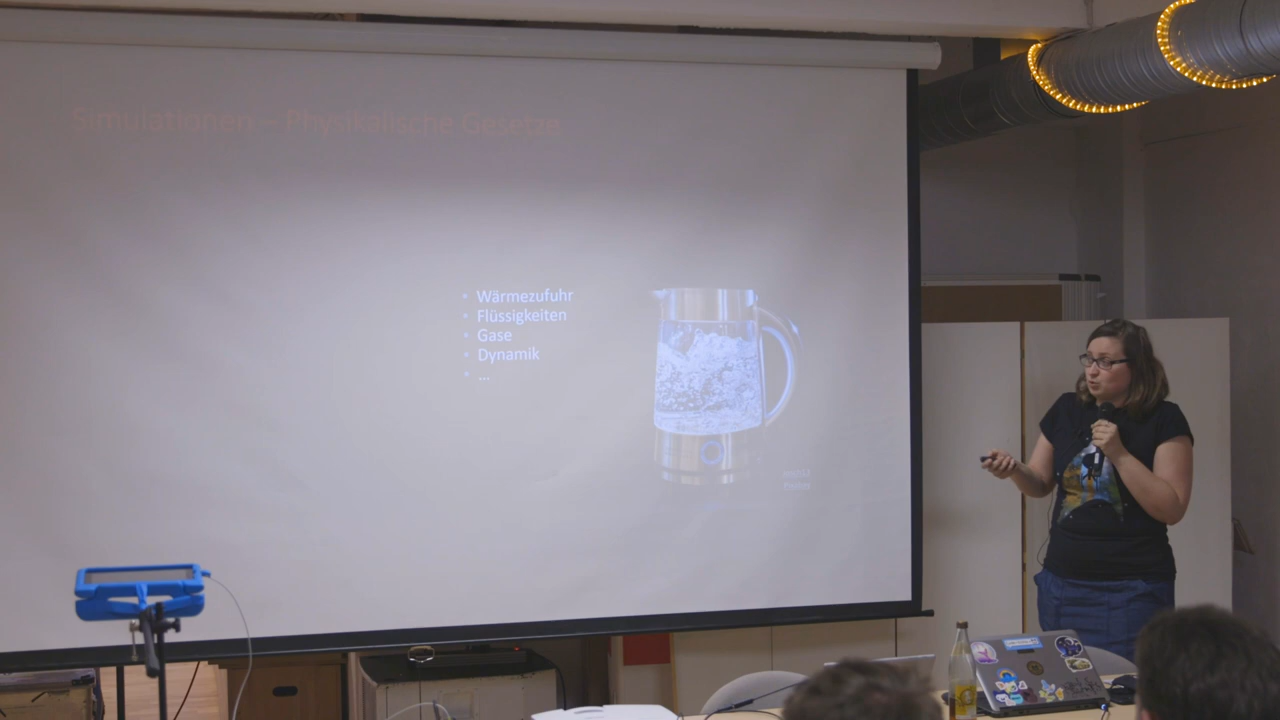 Simulationen – Physikalische Gesetze
• Wärmezufuhr
• Flüssigkeiten
• Gase
• Dynamik
• ...